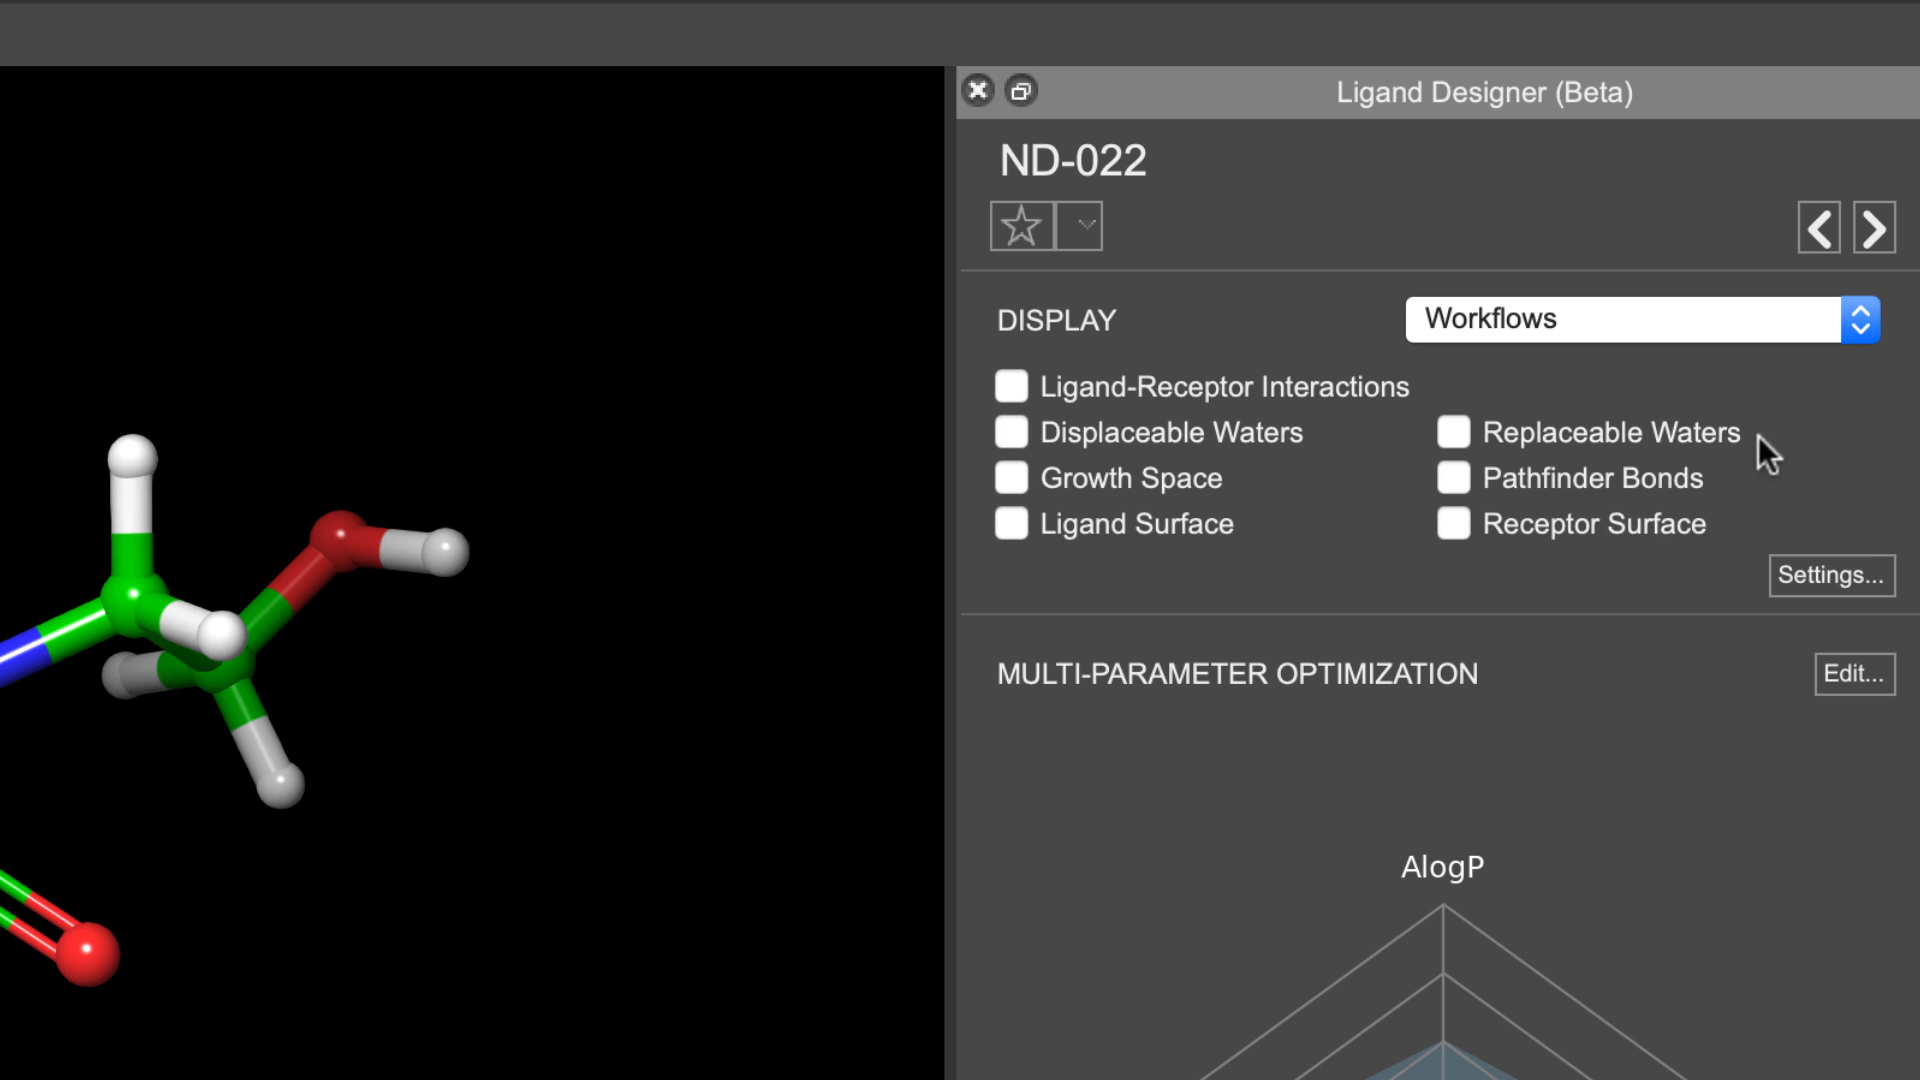 Ligand Designer (Beta)
ND-022
DISPLAY Workflows
Ligand-Receptor Interactions
Displaceable Waters Replaceable Waters
Growth Space Pathfinder Bonds
Ligand Surface Receptor Surface
Settings...
MULTI-PARAMETER OPTIMIZATION Edit...
AlogP